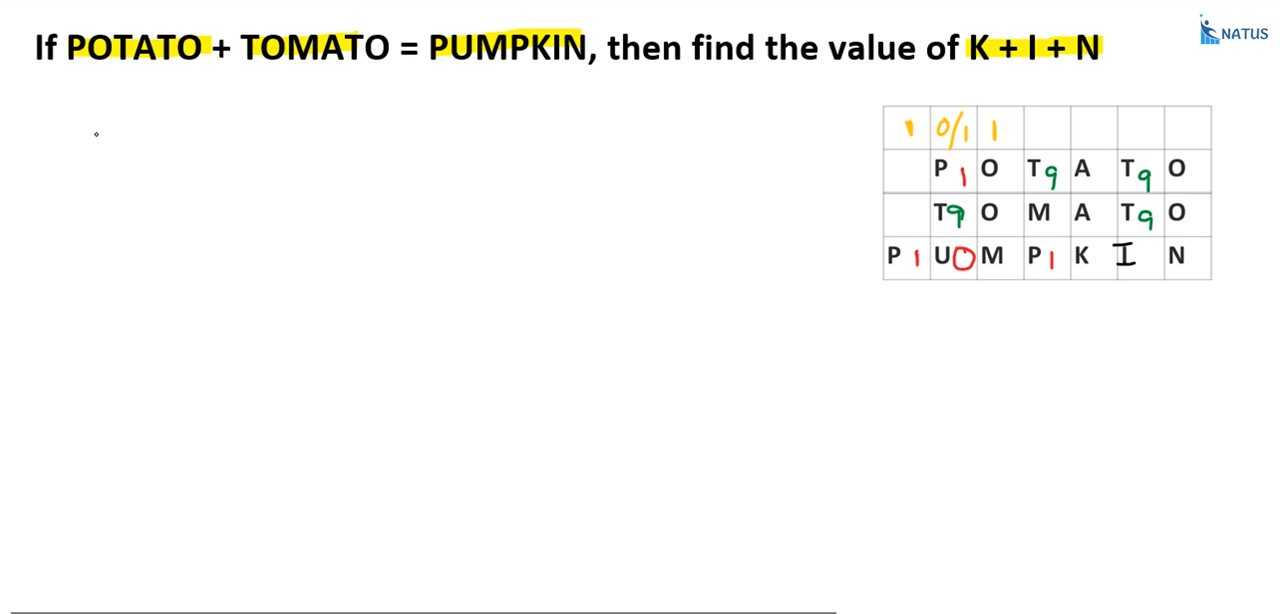 If POTATO + TOMATO = PUMPKIN, then find the value of K + I + N
NATUS
1 0/1 1
P 1 O T 9 A T 9 O
T 9 O M A T 9 O
P 1 U 0 M P 1 K I N